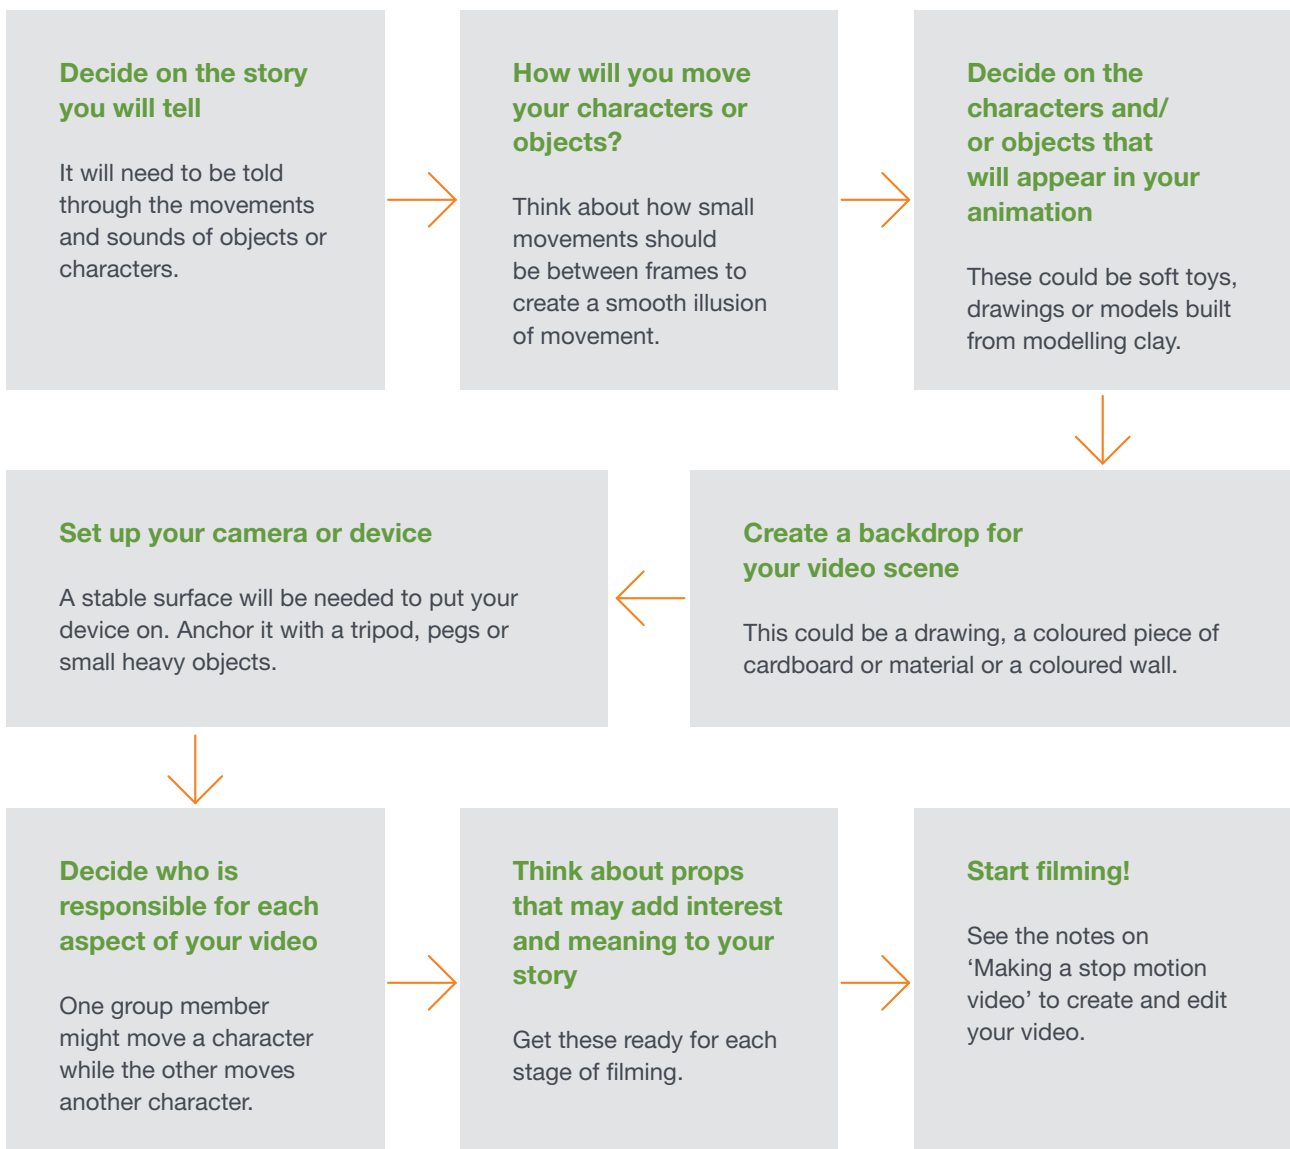 Decide on the story
you will tell
It will need to be told
through the movements
and sounds of objects or
characters.
How will you move
your characters or
objects?
Think about how small
movements should
be between frames to
create a smooth illusion
of movement.
Decide on the
characters and/
or objects that
will appear in your
animation
These could be soft toys,
drawings or models built
from modelling clay.
Create a backdrop for
your video scene
This could be a drawing, a coloured piece of
cardboard or material or a coloured wall.
Set up your camera or device
A stable surface will be needed to put your
device on. Anchor it with a tripod, pegs or
small heavy objects.
Decide who is
responsible for each
aspect of your video
One group member
might move a character
while the other moves
another character.
Think about props
that may add interest
and meaning to your
story
Get these ready for each
stage of filming.
Start filming!
See the notes on
‘Making a stop motion
video’ to create and edit
your video.